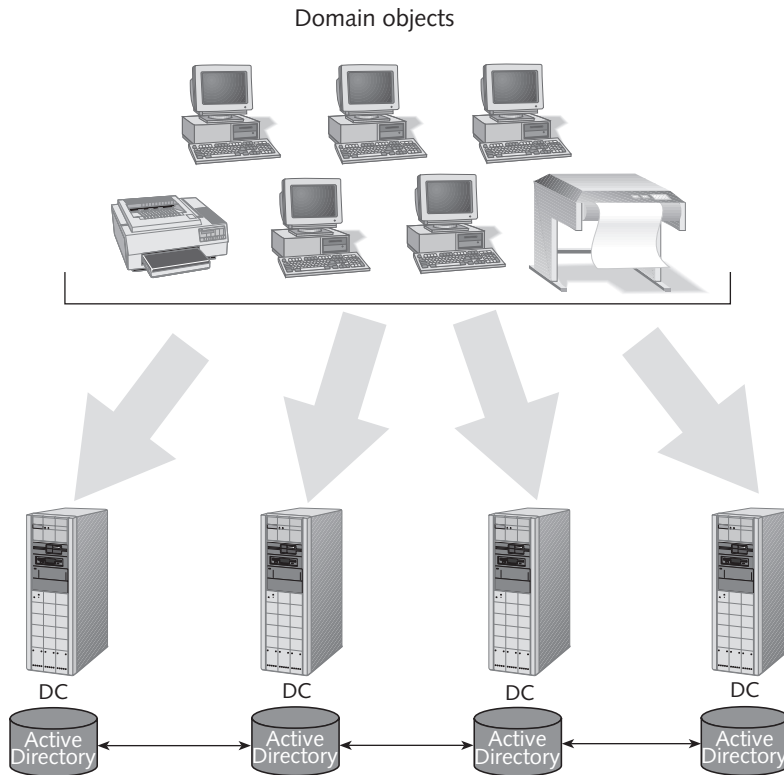 Domain objects
DC
DC
DC
DC
Active
Directory
Active
Directory
Active
Directory
Active
Directory